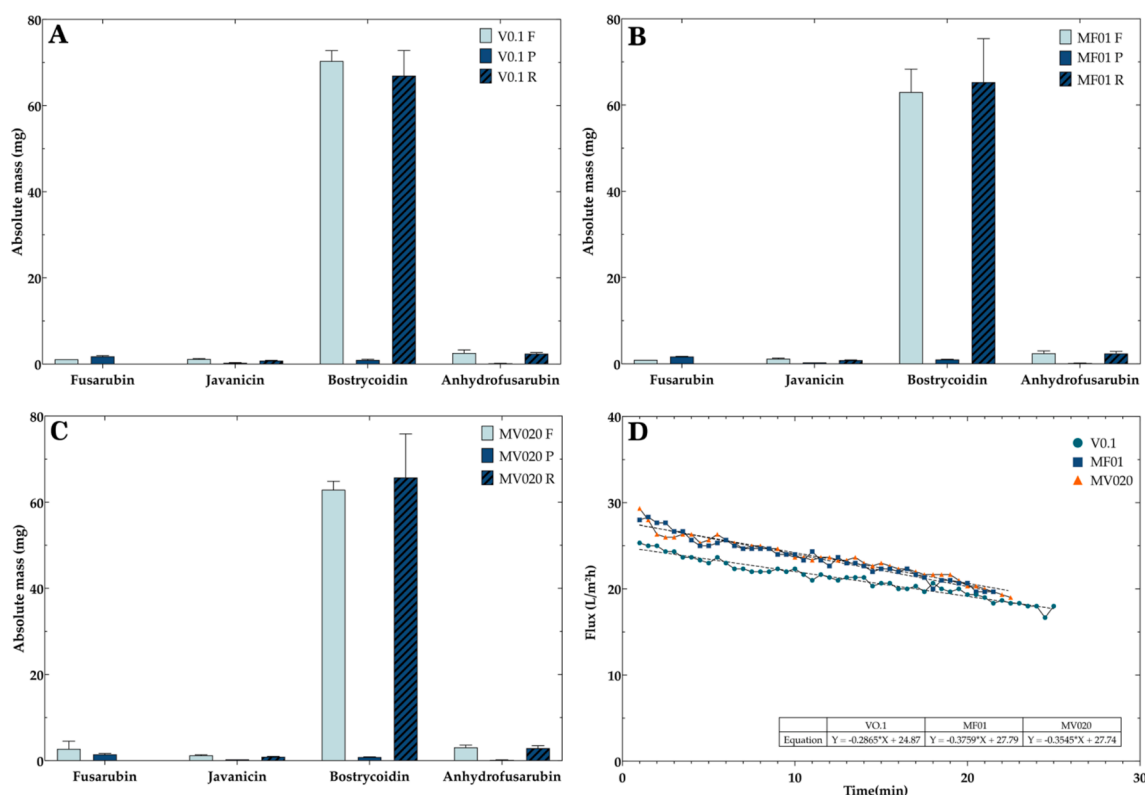 A
V0.1 F
V0.1 P
V0.1 R
Absolute mass (mg)
80
60
40
20
0
Fusarubin Javanicin Bostrycoidin Anhydrofusarubin
B
MF01 F
MF01 P
MF01 R
Absolute mass (mg)
80
60
40
20
0
Fusarubin Javanicin Bostrycoidin Anhydrofusarubin
C
MV020 F
MV020 P
MV020 R
Absolute mass (mg)
80
60
40
20
0
Fusarubin Javanicin Bostrycoidin Anhydrofusarubin
D
V0.1
MF01
MV020
Flux (L/m²h)
40
30
20
10
0
VO.1 MF01 MV020
Equation Y = -0.2865*X + 24.87 Y = -0.3759*X + 27.79 Y = -0.3545*X + 27.74
0 10 20 30
Time(min)